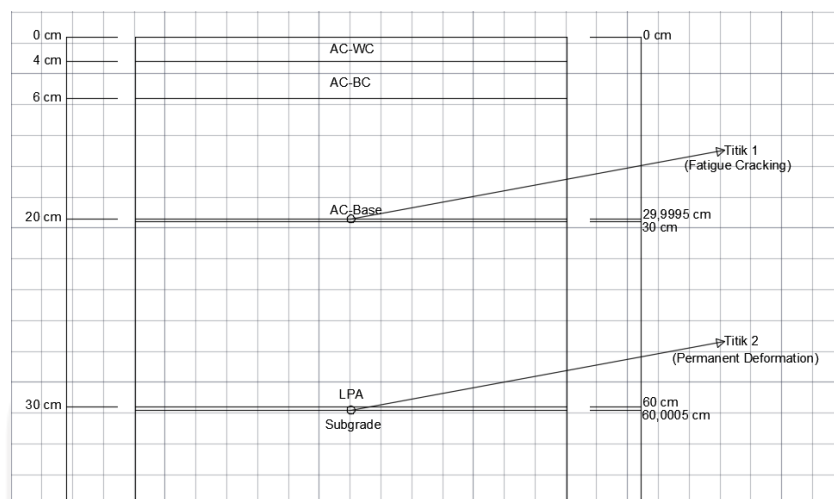 0 cm
0 cm
AC-WC
4 cm
AC-BC
6 cm
Titik 1
(Fatigue Cracking)
AC-Base
20 cm
29,9995 cm
30 cm
Titik 2
(Permanent Deformation)
LPA
30 cm
60 cm
60,0005 cm
Subgrade